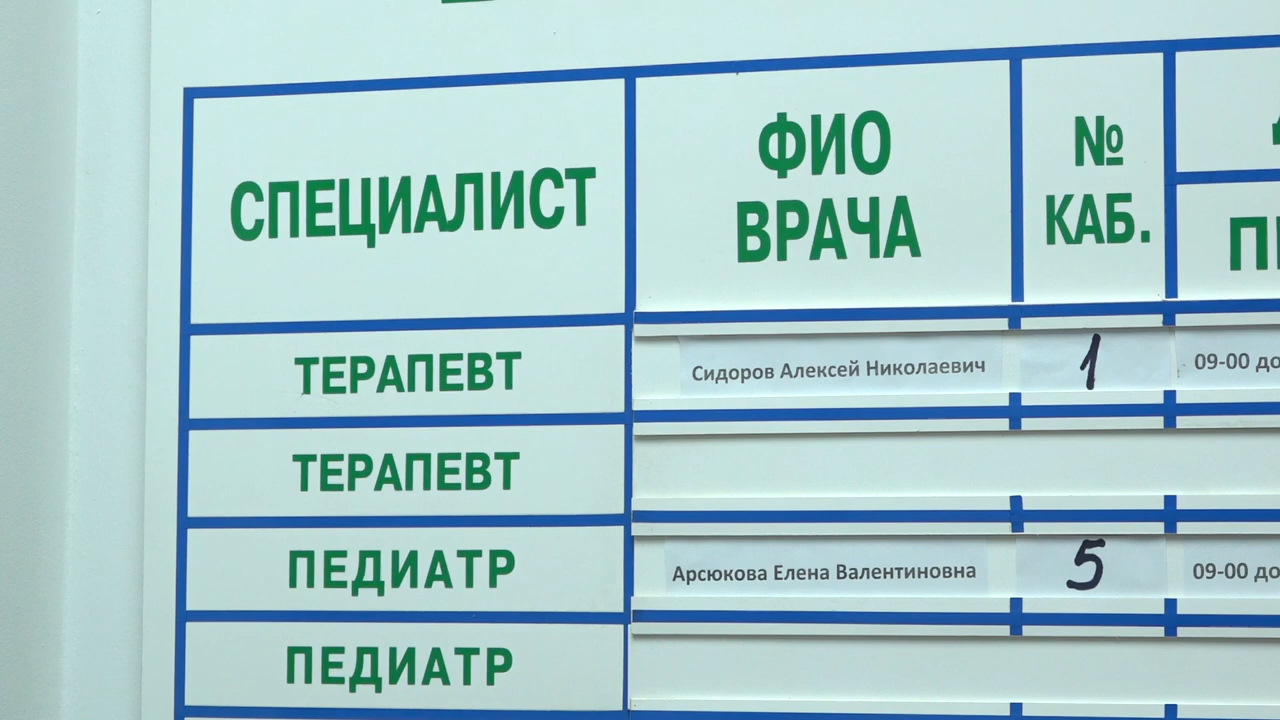 СПЕЦИАЛИСТ
ФИО
ВРАЧА
№
КАБ.
ТЕРАПЕВТ
Сидоров Алексей Николаевич
1
09-00 до
ТЕРАПЕВТ
ПЕДИАТР
Арсюкова Елена Валентиновна
5
09-00 до
ПЕДИАТР